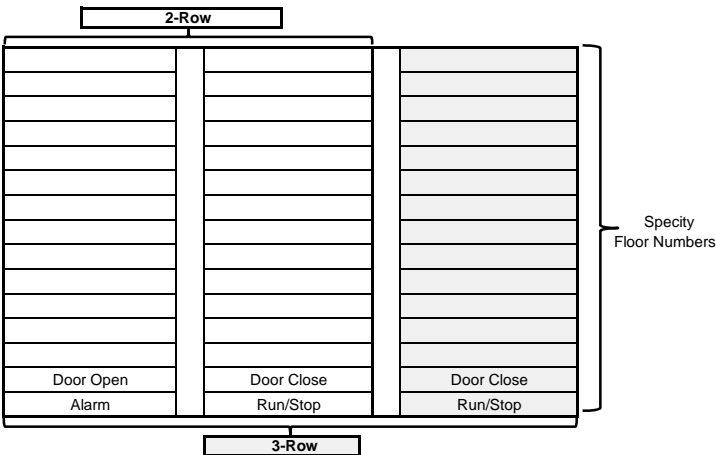 2-Row
Specity
Floor Numbers
Door Open Door Close Door Close
Alarm Run/Stop Run/Stop
3-Row